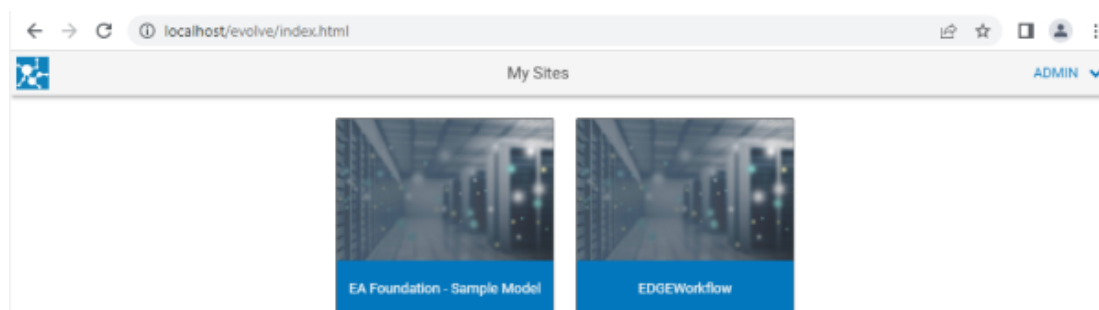 localhost/evolve/index.html
My Sites
ADMIN
EA Foundation - Sample Model
EDGEWorkflow